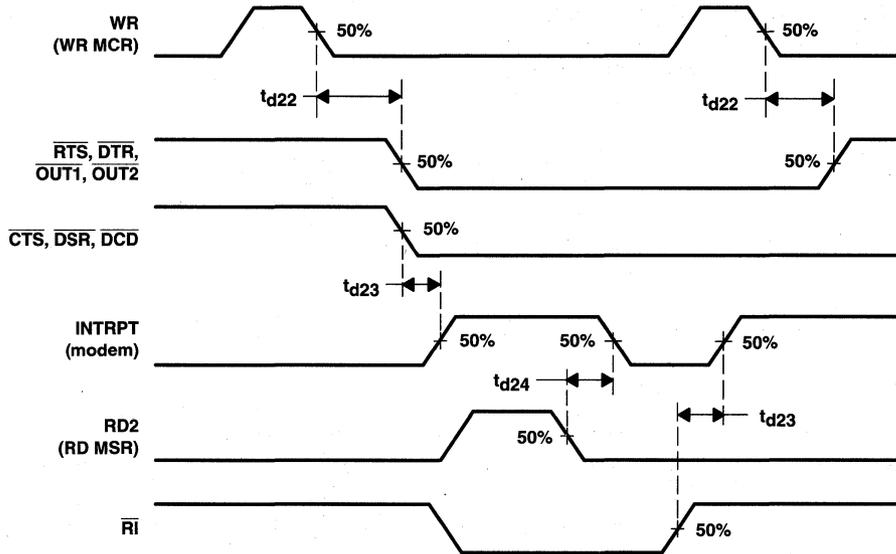 WR
(WR MCR)
50%
50%
td22
td22
RTS, DTR,
OUT1, OUT2
50%
50%
CTS, DSR, DCD
50%
td23
INTRPT
(modem)
50%
50%
50%
td24
td23
RD2
(RD MSR)
50%
RI
50%